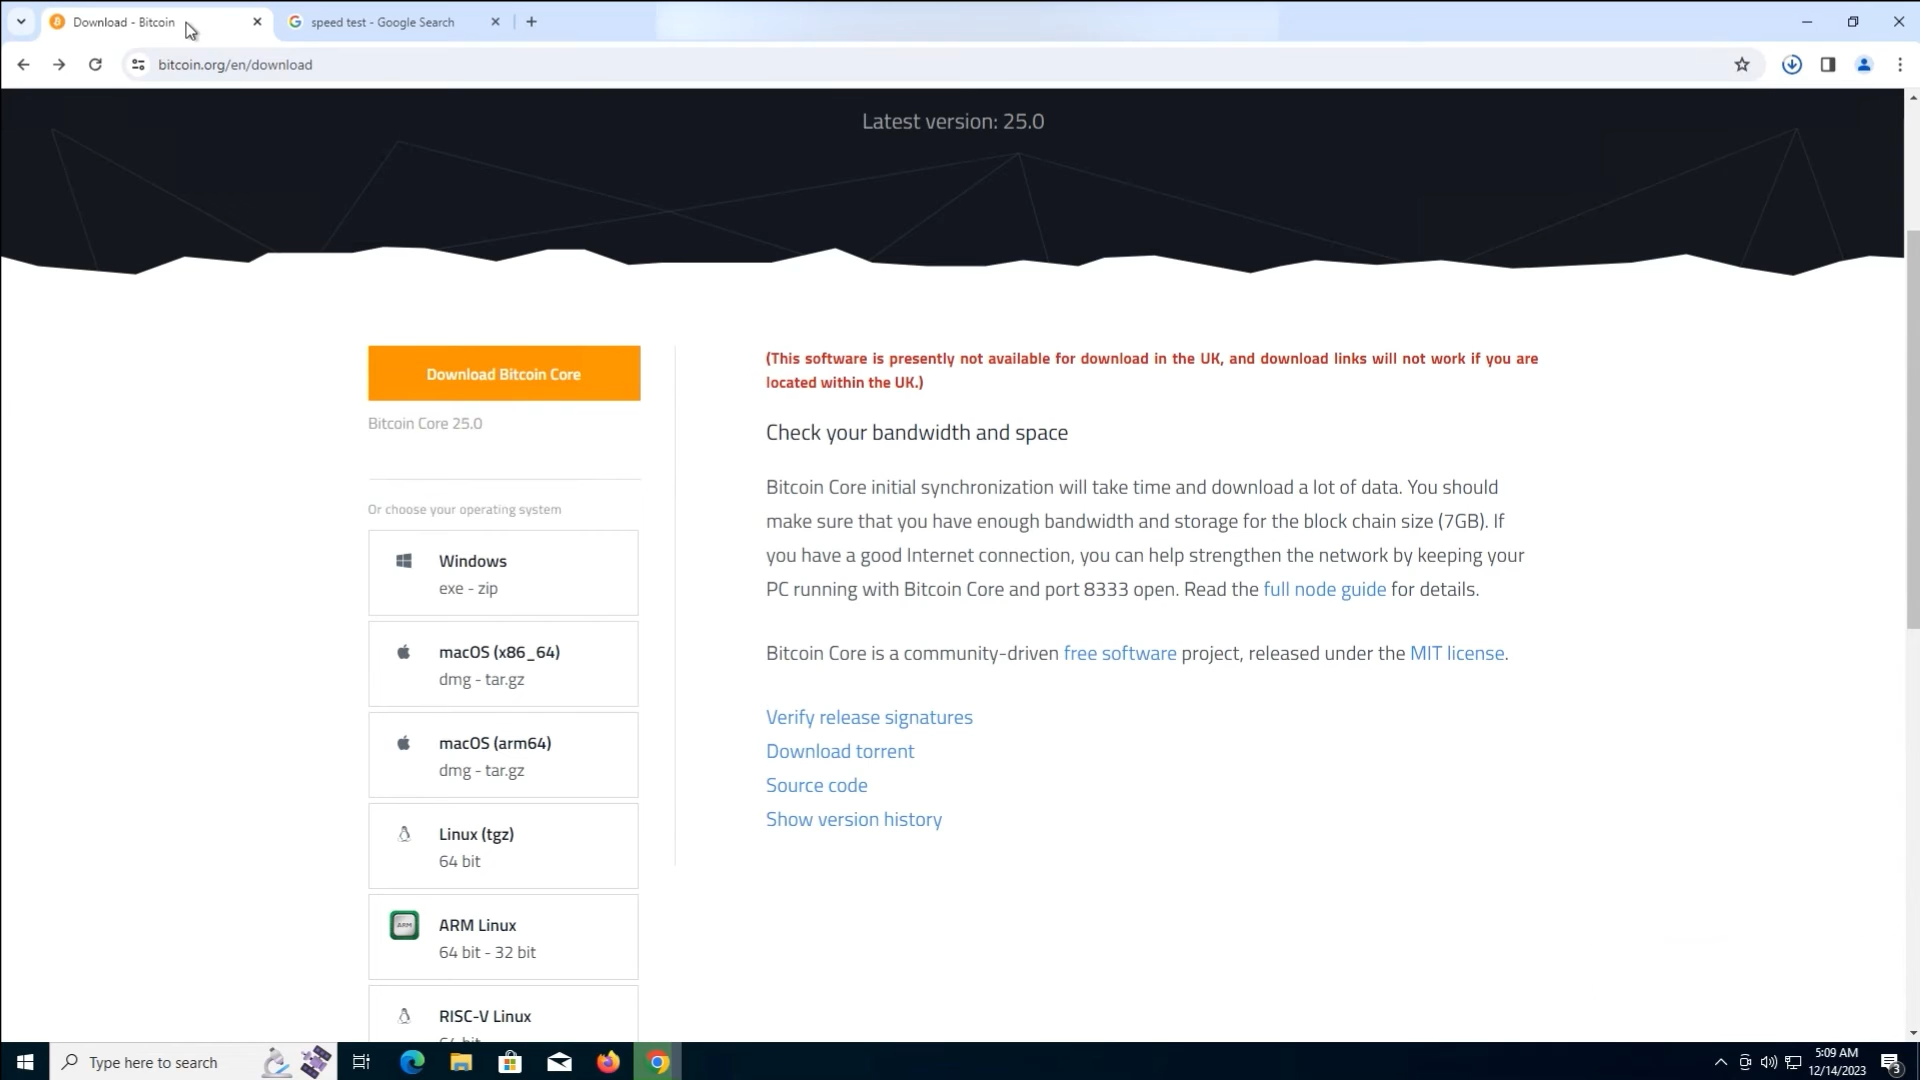 Download - Bitcoin
speed test - Google Search
bitcoin.org/en/download
Latest version: 25.0
Download Bitcoin Core
Bitcoin Core 25.0
Or choose your operating system
Windows
exe - zip
macOS (x86_64)
dmg - tar.gz
macOS (arm64)
dmg - tar.gz
Linux (tgz)
64 bit
ARM
ARM Linux
64 bit - 32 bit
RISC-V Linux
64 bit
(This software is presently not available for download in the UK, and download links will not work if you are
located within the UK.)
Check your bandwidth and space
Bitcoin Core initial synchronization will take time and download a lot of data. You should
make sure that you have enough bandwidth and storage for the block chain size (7GB). If
you have a good Internet connection, you can help strengthen the network by keeping your
PC running with Bitcoin Core and port 8333 open. Read the full node guide for details.
Bitcoin Core is a community-driven free software project, released under the MIT license.
Verify release signatures
Download torrent
Source code
Show version history
Type here to search
5:09 AM
12/14/2023
3